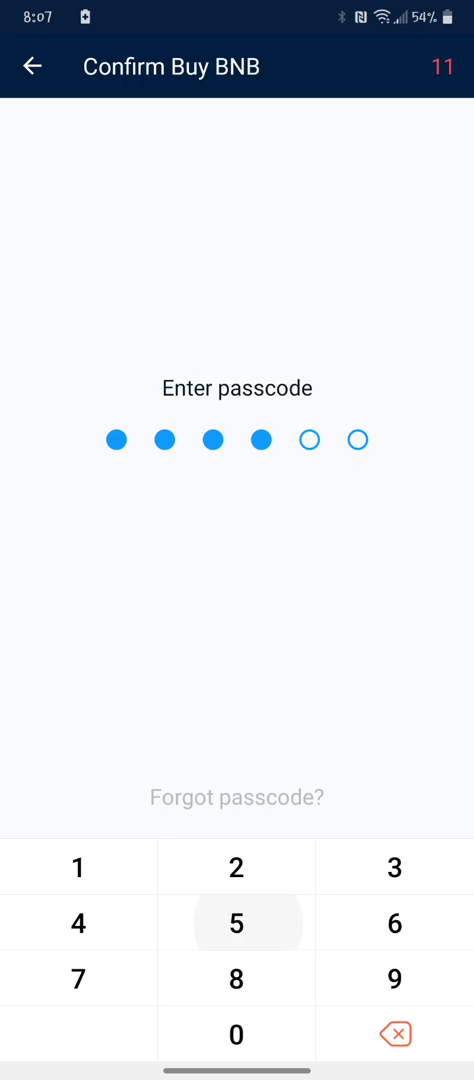 8:07 54%
Confirm Buy BNB 11
Enter passcode
Forgot passcode?
1 2 3
4 5 6
7 8 9
0